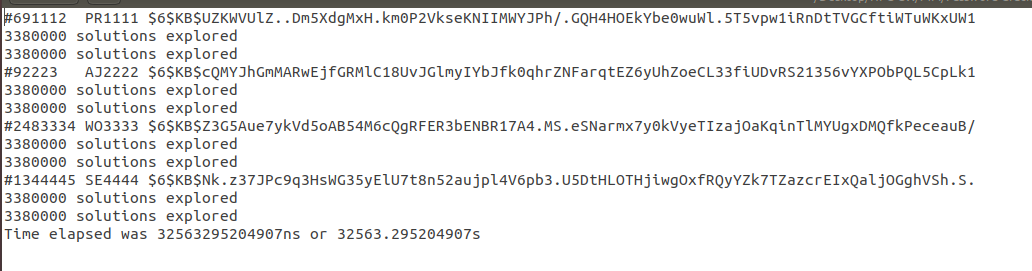 #691112  PR1111 $6$KB$UZKWVUlZ..Dm5XdgMxH.km0P2VkseKNIIMWYJPh/.GQH4HOEkYbe0wuWl.5T5vpw1iRnDtTVGCftiWTuWKxUW1
3380000 solutions explored
3380000 solutions explored
#92223   AJ2222 $6$KB$cQMYJhGmMARwEjfGRMlC18UvJGlmyIYbJfk0qhrZNFarqtEZ6yUhZoeCL33fiUDvRS21356vYXPObPQL5CpLk1
3380000 solutions explored
3380000 solutions explored
#2483334 WO3333 $6$KB$Z3G5Aue7ykVd5oAB54M6cQgRFER3bENBR17A4.MS.eSNarmx7y0kVyeTIzajOaKqinTlMYUgxDMQfkPeceauB/
3380000 solutions explored
3380000 solutions explored
#1344445 SE4444 $6$KB$Nk.z37JPc9q3HsWG35yElU7t8n52aujpl4V6pb3.U5DtHLOTHjiwgOxfRQyYZk7TZazcrEIxQaljOGghVSh.S.
3380000 solutions explored
3380000 solutions explored
Time elapsed was 32563295204907ns or 32563.295204907s